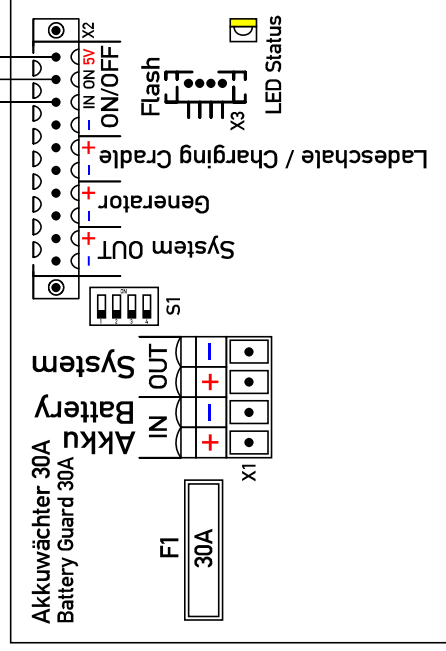 X2
5V
ON
IN
–
ON/OFF
+
–
Ladeschale / Charging Cradle
+
–
Generator
+
–
System OUT
Flash
X3
LED Status
ON
1 2 3 4
S1
System
OUT
–
+
Akku
Battery
IN
–
+
X1
F1
30A
Akkuwächter 30A
Battery Guard 30A